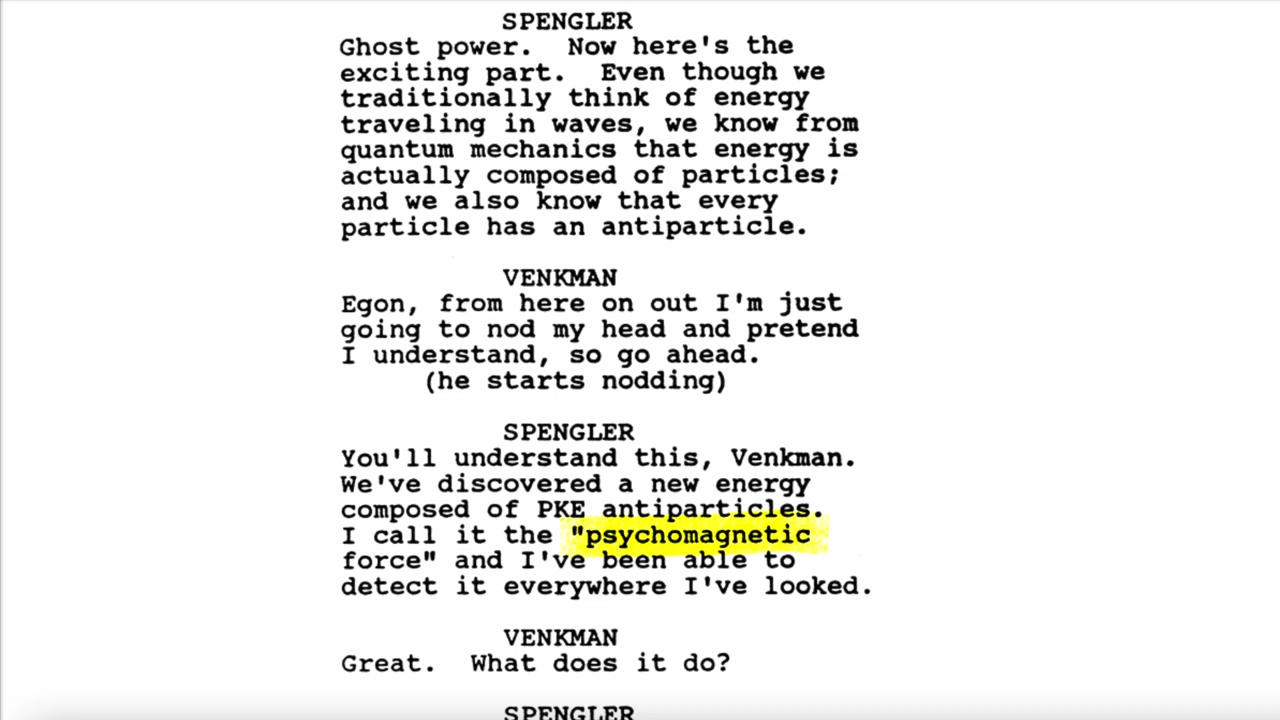 SPENGLER
Ghost power.  Now here's the
exciting part.  Even though we
traditionally think of energy
traveling in waves, we know from
quantum mechanics that energy is
actually composed of particles;
and we also know that every
particle has an antiparticle.
VENKMAN
Egon, from here on out I'm just
going to nod my head and pretend
I understand, so go ahead.
(he starts nodding)
SPENGLER
You'll understand this, Venkman.
We've discovered a new energy
composed of PKE antiparticles.
I call it the "psychomagnetic
force" and I've been able to
detect it everywhere I've looked.
VENKMAN
Great.  What does it do?
SPENGLER